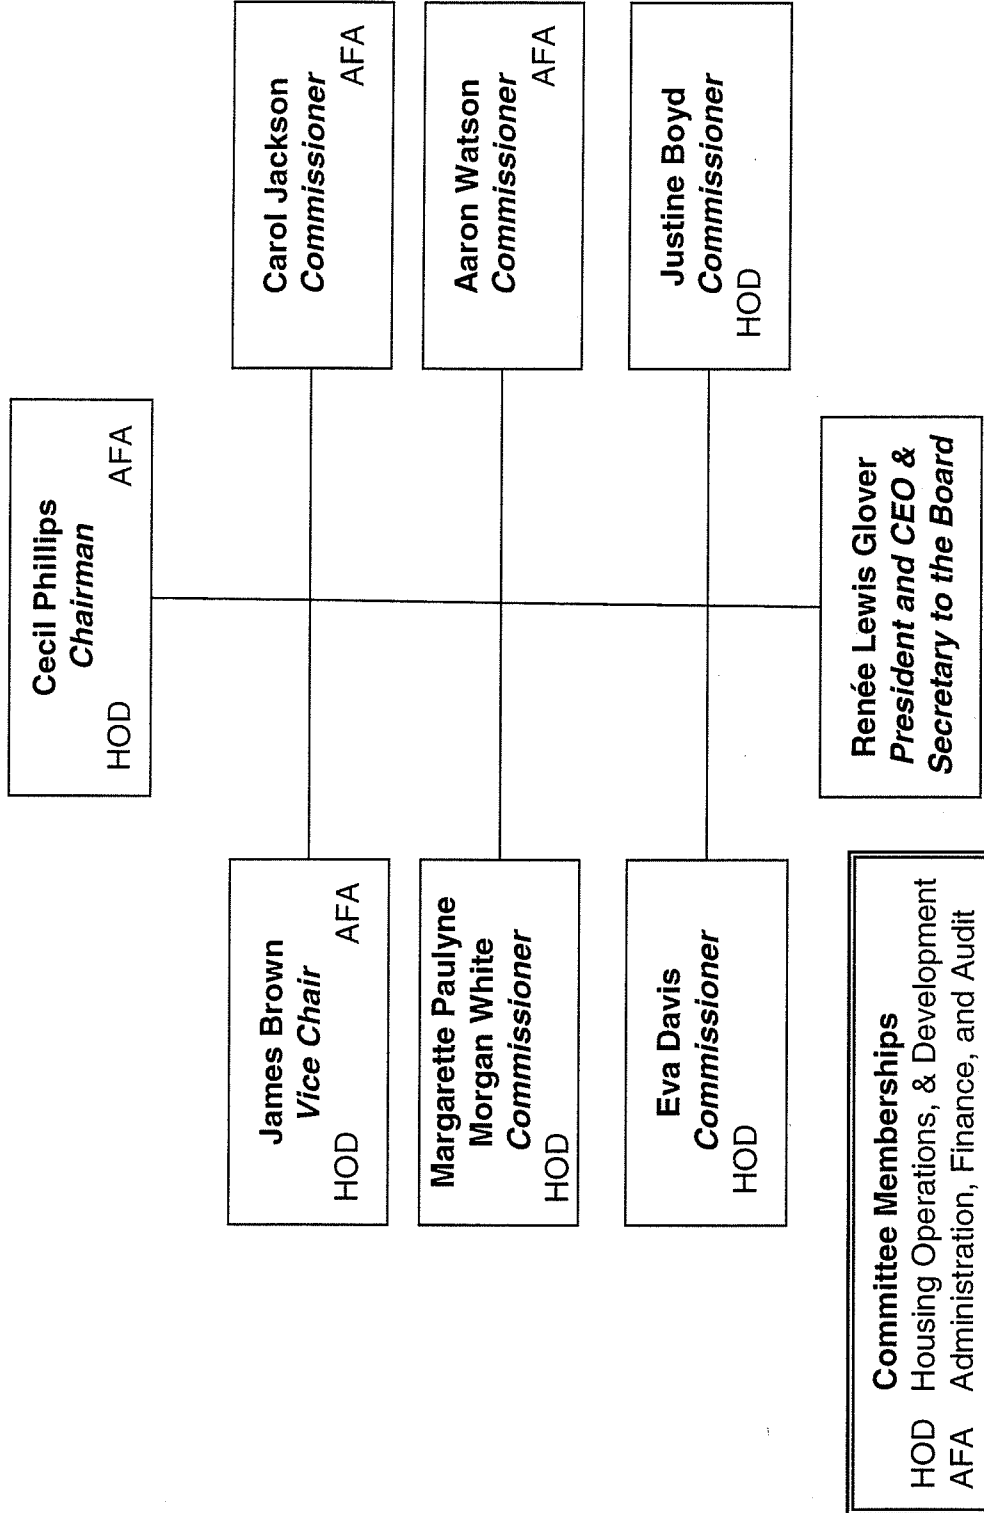 Cecil Phillips
Chairman
HOD AFA
James Brown
Vice Chair
HOD AFA
Carol Jackson
Commissioner
AFA
Margarette Paulyne
Morgan White
Commissioner
HOD
Aaron Watson
Commissioner
AFA
Eva Davis
Commissioner
HOD
Justine Boyd
Commissioner
HOD
Renée Lewis Glover
President and CEO &
Secretary to the Board
Committee Memberships
HOD Housing Operations, & Development
AFA Administration, Finance, and Audit